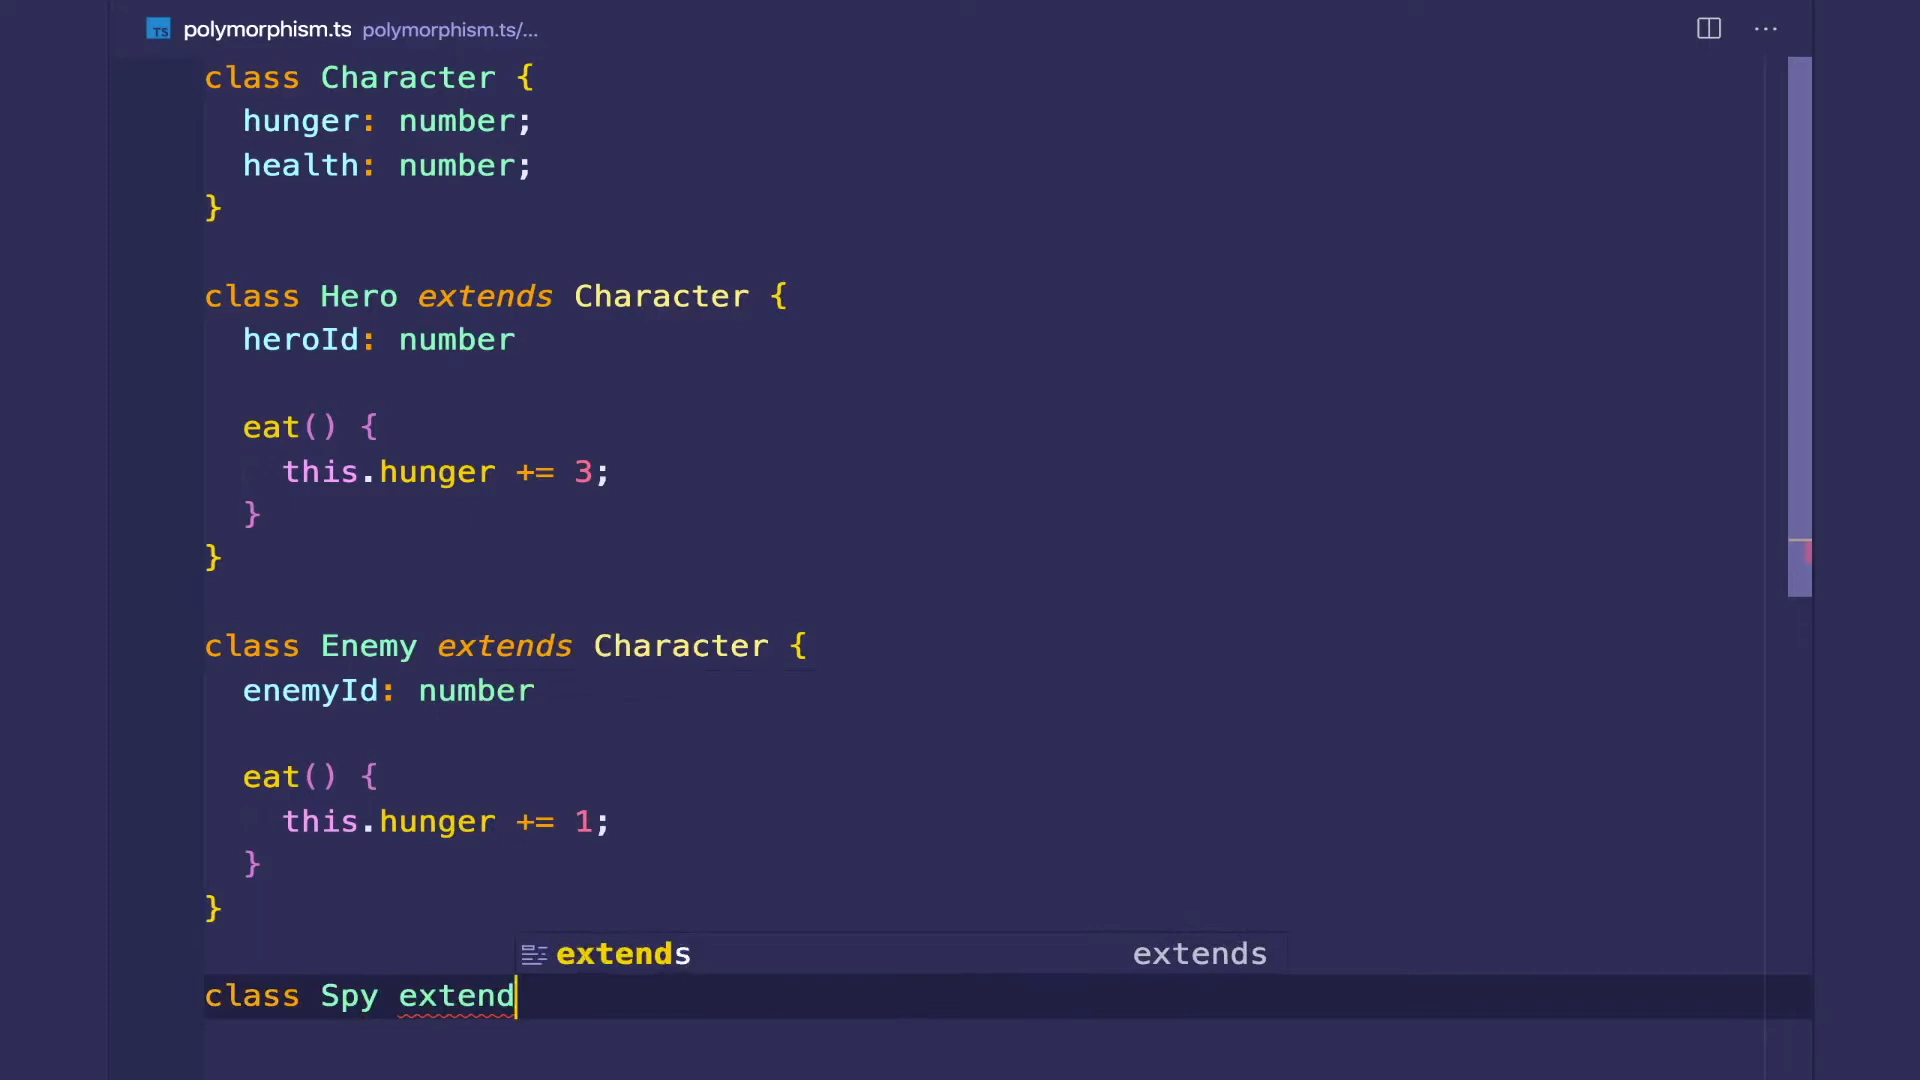 TS polymorphism.ts polymorphism.ts/... ...
class Character {
  hunger: number;
  health: number;
}
class Hero extends Character {
  heroId: number
  eat() {
    this.hunger += 3;
  }
}
class Enemy extends Character {
  enemyId: number
  eat() {
    this.hunger += 1;
  }
}
extends extends
class Spy extend